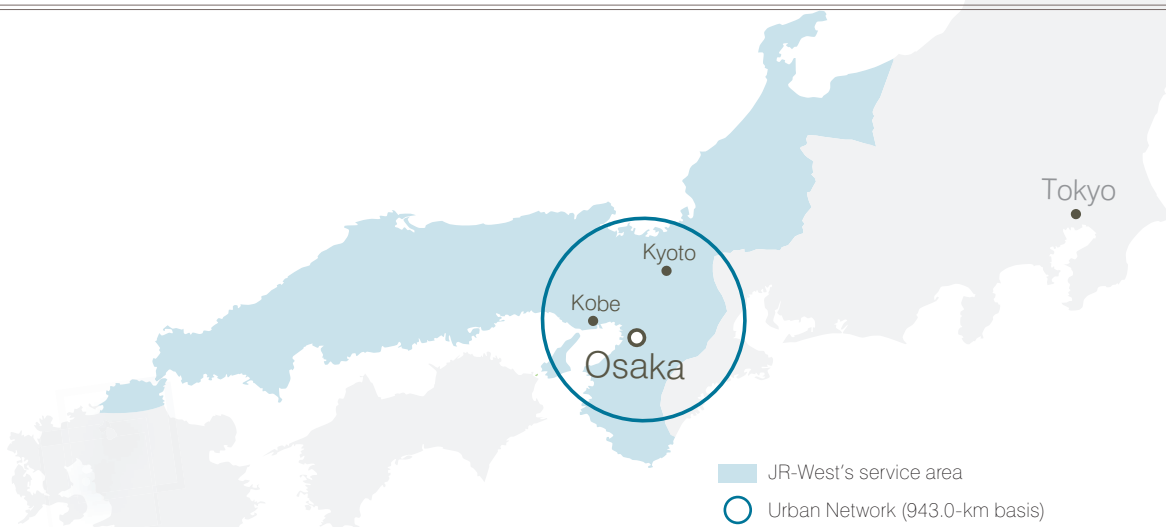 Tokyo
Kyoto
Kobe
Osaka
JR-West's service area
Urban Network (943.0-km basis)